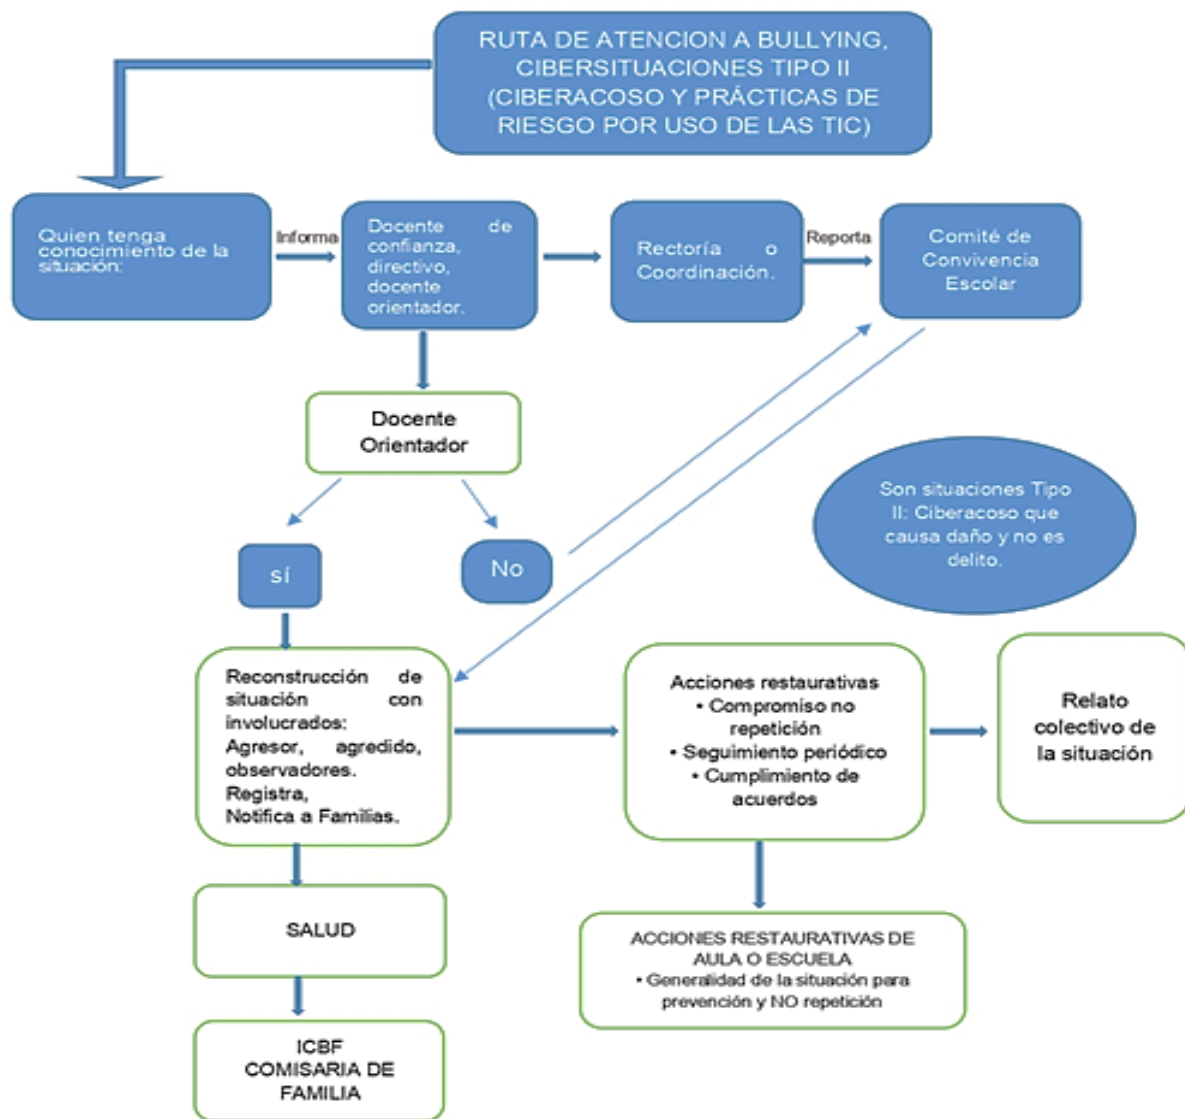 RUTA DE ATENCION A BULLYING,
CIBERSITUACIONES TIPO II
(CIBERACOSO Y PRÁCTICAS DE
RIESGO POR USO DE LAS TIC)
Quien tenga
conocimiento de la
situación:
Informa
Docente de
confianza,
directivo,
docente
orientador.
Rectoría o
Coordinación.
Reporta
Comité de
Convivencia
Escolar
Docente
Orientador
Son situaciones Tipo
II: Ciberacoso que
causa daño y no es
delito.
sí
No
Reconstrucción de
situación con
involucrados:
Agresor, agredido,
observadores.
Registra,
Notifica a Familias.
Acciones restaurativas
• Compromiso no
repetición
• Seguimiento periódico
• Cumplimiento de
acuerdos
Relato
colectivo de
la situación
SALUD
ACCIONES RESTAURATIVAS DE
AULA O ESCUELA
• Generalidad de la situación para
prevención y NO repetición
ICBF
COMISARIA DE
FAMILIA